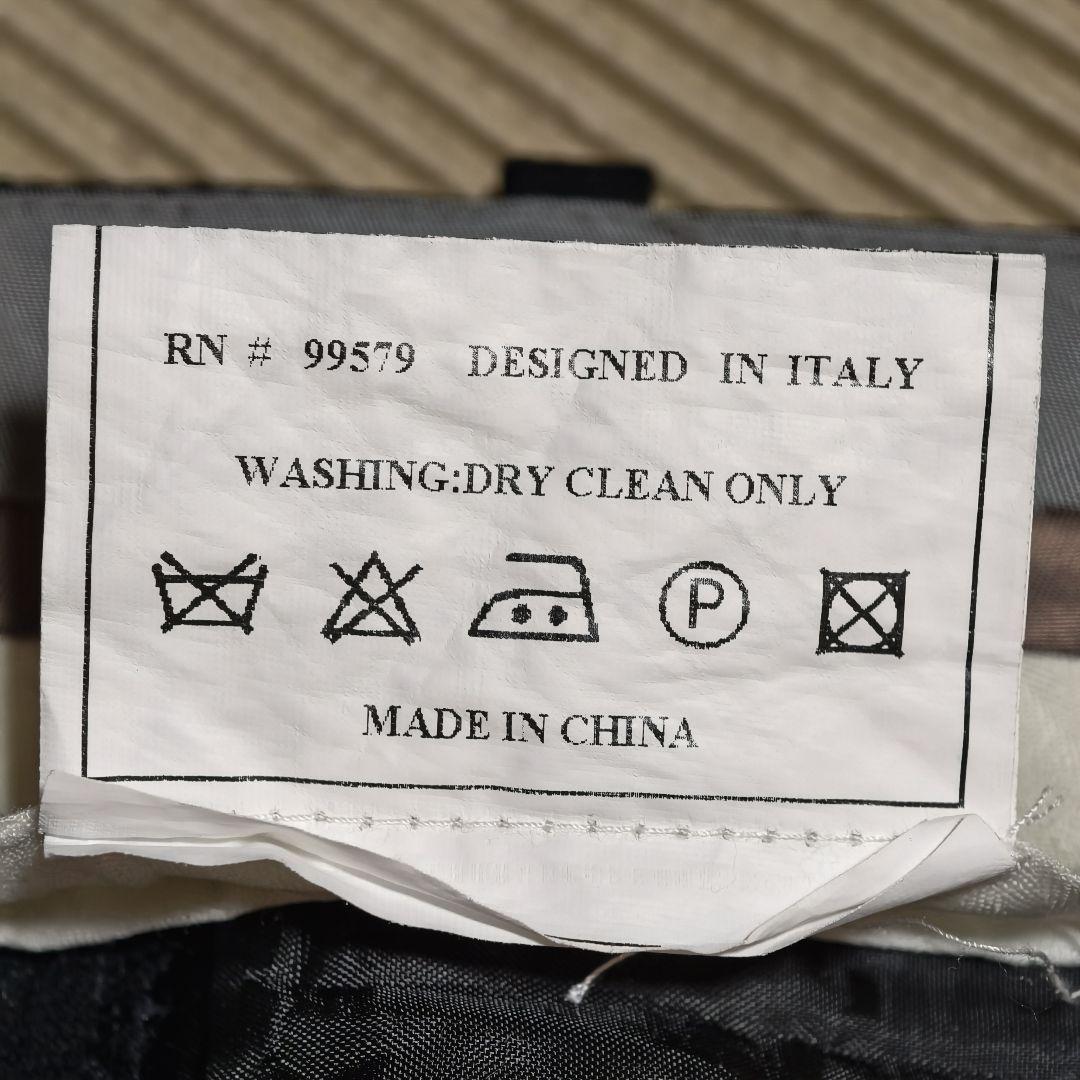 RN # 99579 DESIGNED IN ITALY
WASHING:DRY CLEAN ONLY
P
MADE IN CHINA